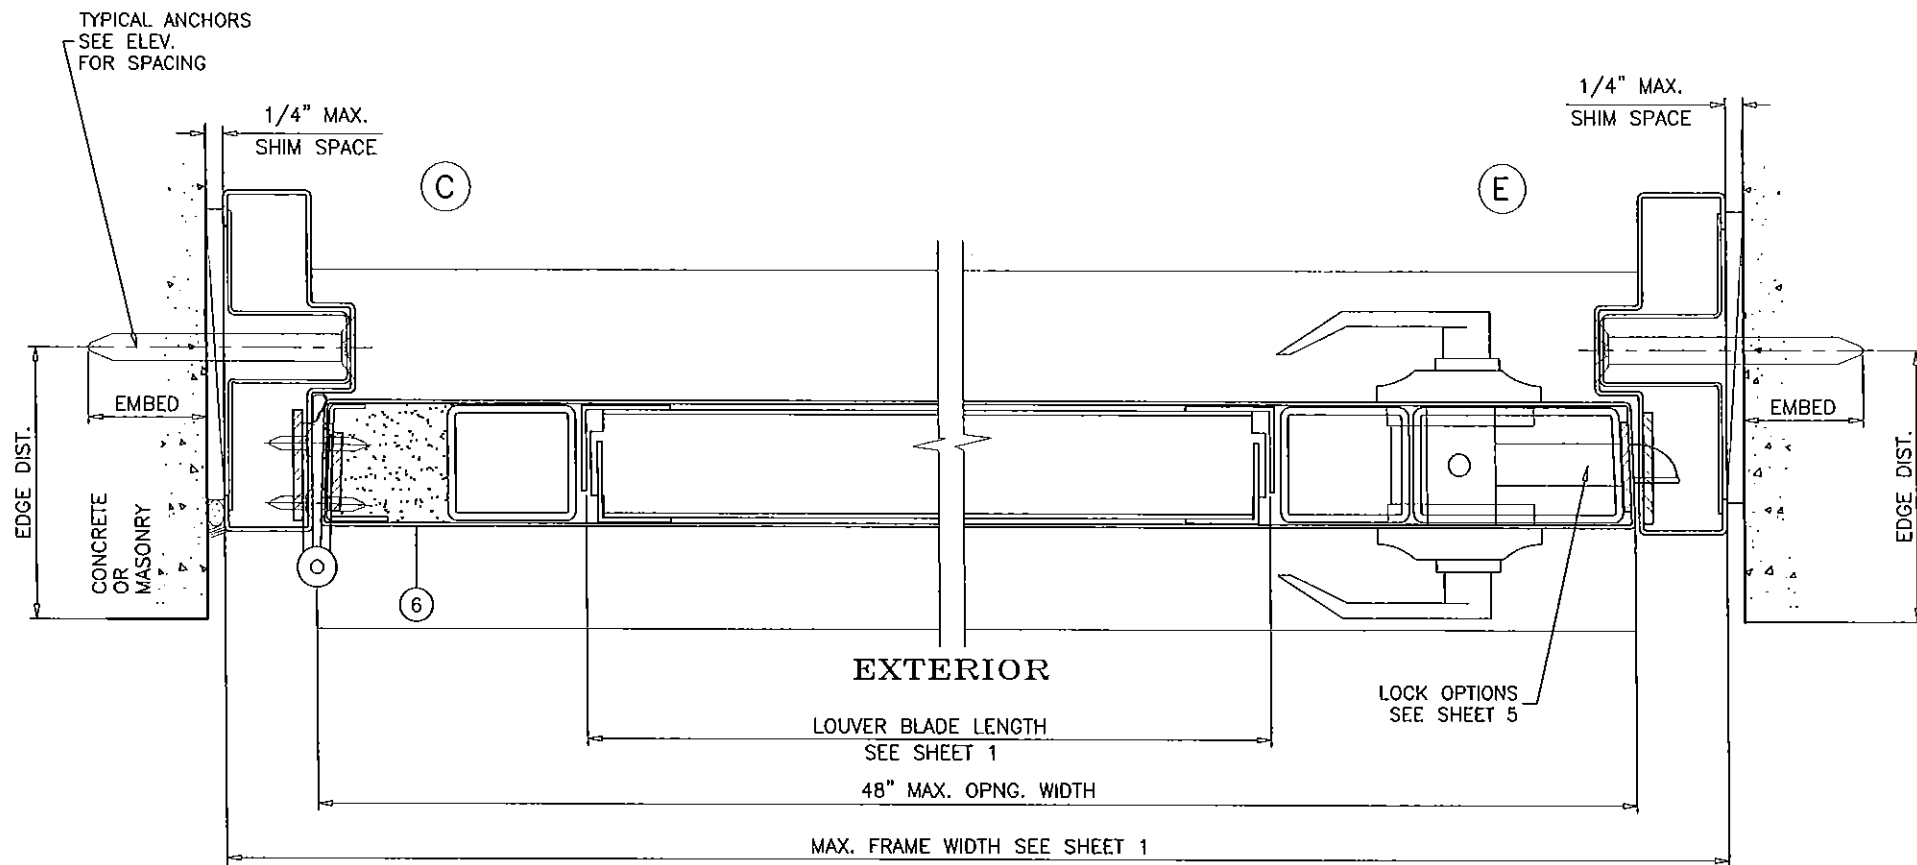 TYPICAL ANCHORS
SEE ELEV.
FOR SPACING
1/4" MAX.
SHIM SPACE
1/4" MAX.
SHIM SPACE
C
E
EMBED
EMBED
EDGE DIST.
EDGE DIST.
CONCRETE
OR
MASONRY
6
EXTERIOR
LOCK OPTIONS
SEE SHEET 5
LOUVER BLADE LENGTH
SEE SHEET 1
48" MAX. OPNG. WIDTH
MAX. FRAME WIDTH SEE SHEET 1